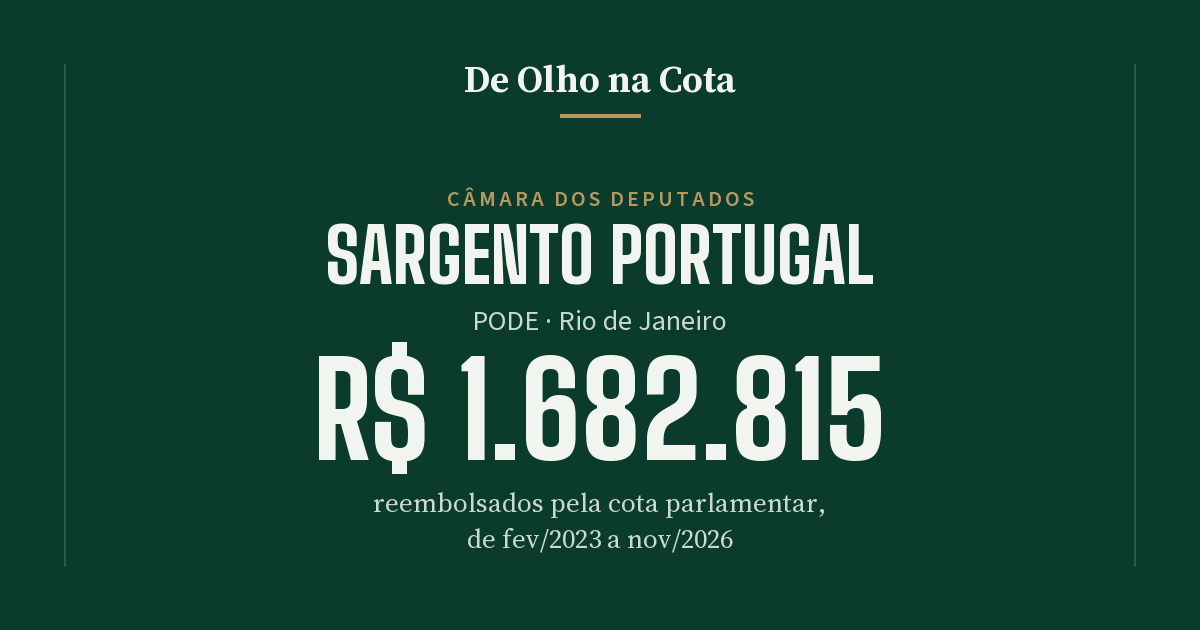 De Olho na Cota
CÂMARA DOS DEPUTADOS
SARGENTO PORTUGAL
PODE · Rio de Janeiro
R$ 1.682.815
reembolsados pela cota parlamentar,
de fev/2023 a nov/2026